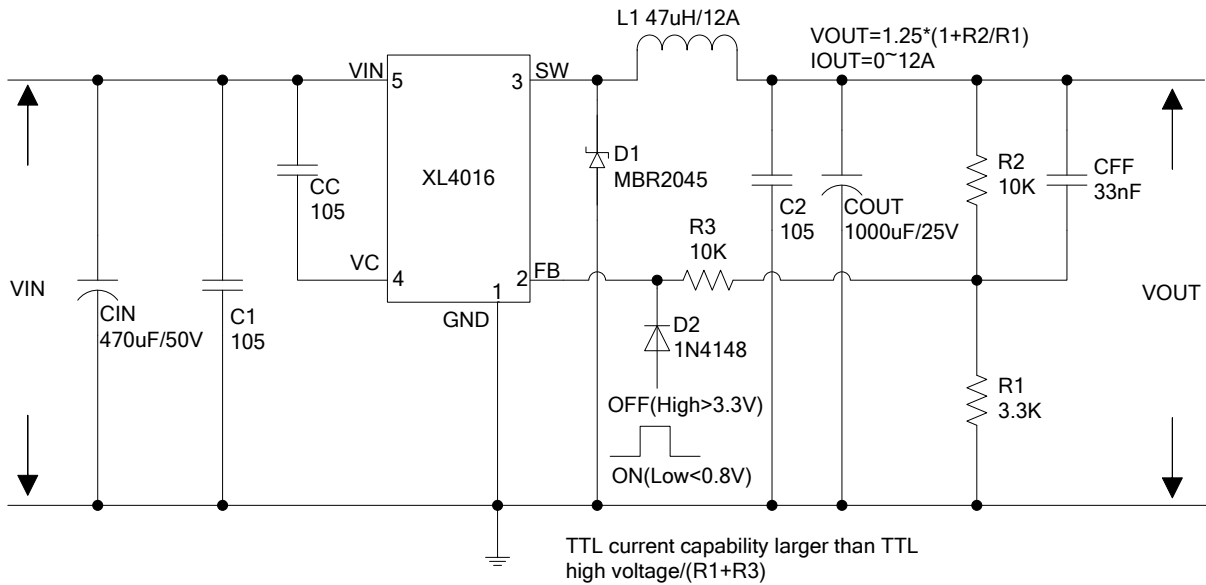 L1 47uH/12A
VOUT=1.25*(1+R2/R1)
IOUT=0~12A
VIN
5
3
SW
D1
MBR2045
R2
10K
CFF
33nF
CC
105
XL4016
C2
105
COUT
1000uF/25V
R3
10K
VC
4
2
FB
1
GND
VIN
CIN
470uF/50V
C1
105
D2
1N4148
VOUT
R1
3.3K
OFF(High>3.3V)
ON(Low<0.8V)
TTL current capability larger than TTL
high voltage/(R1+R3)